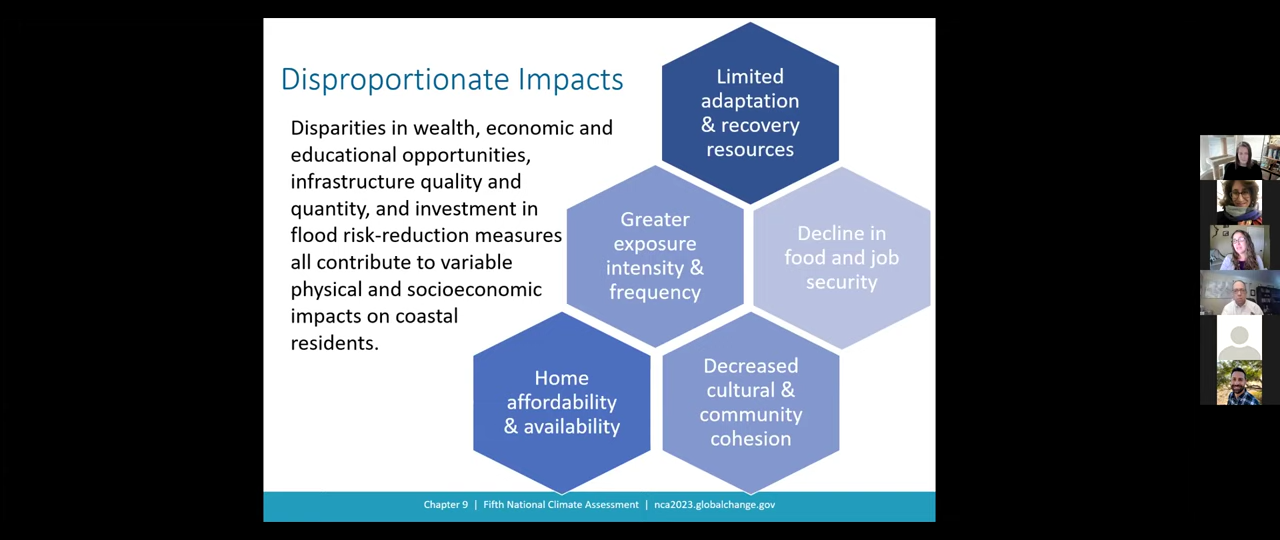 Disproportionate Impacts
Disparities in wealth, economic and
educational opportunities,
infrastructure quality and
quantity, and investment in
flood risk-reduction measures
all contribute to variable
physical and socioeconomic
impacts on coastal
residents.
Limited
adaptation
& recovery
resources
Greater
exposure
intensity &
frequency
Decline in
food and job
security
Home
affordability
& availability
Decreased
cultural &
community
cohesion
Chapter 9 | Fifth National Climate Assessment | nca2023.globalchange.gov